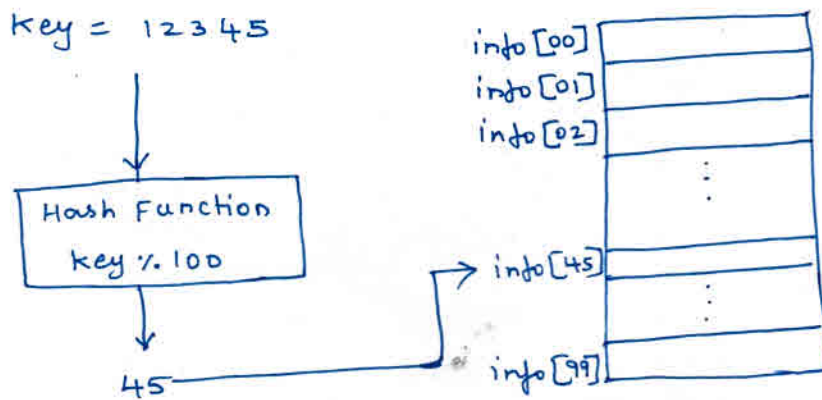 Key = 12345
Hash Function
Key % 100
45
info[00]
info[01]
info[02]
info[45]
info[99]